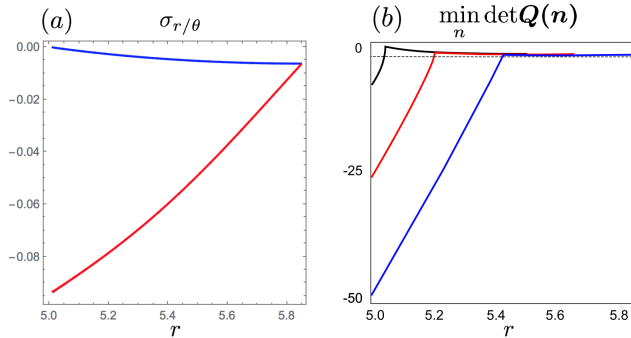 (a)
σ_{r/θ}
0.00
−0.02
−0.04
−0.06
−0.08
5.0 5.2 5.4 5.6 5.8
r
(b)
min det Q(n)
n
0
-25
-50
5.0 5.2 5.4 5.6 5.8
r